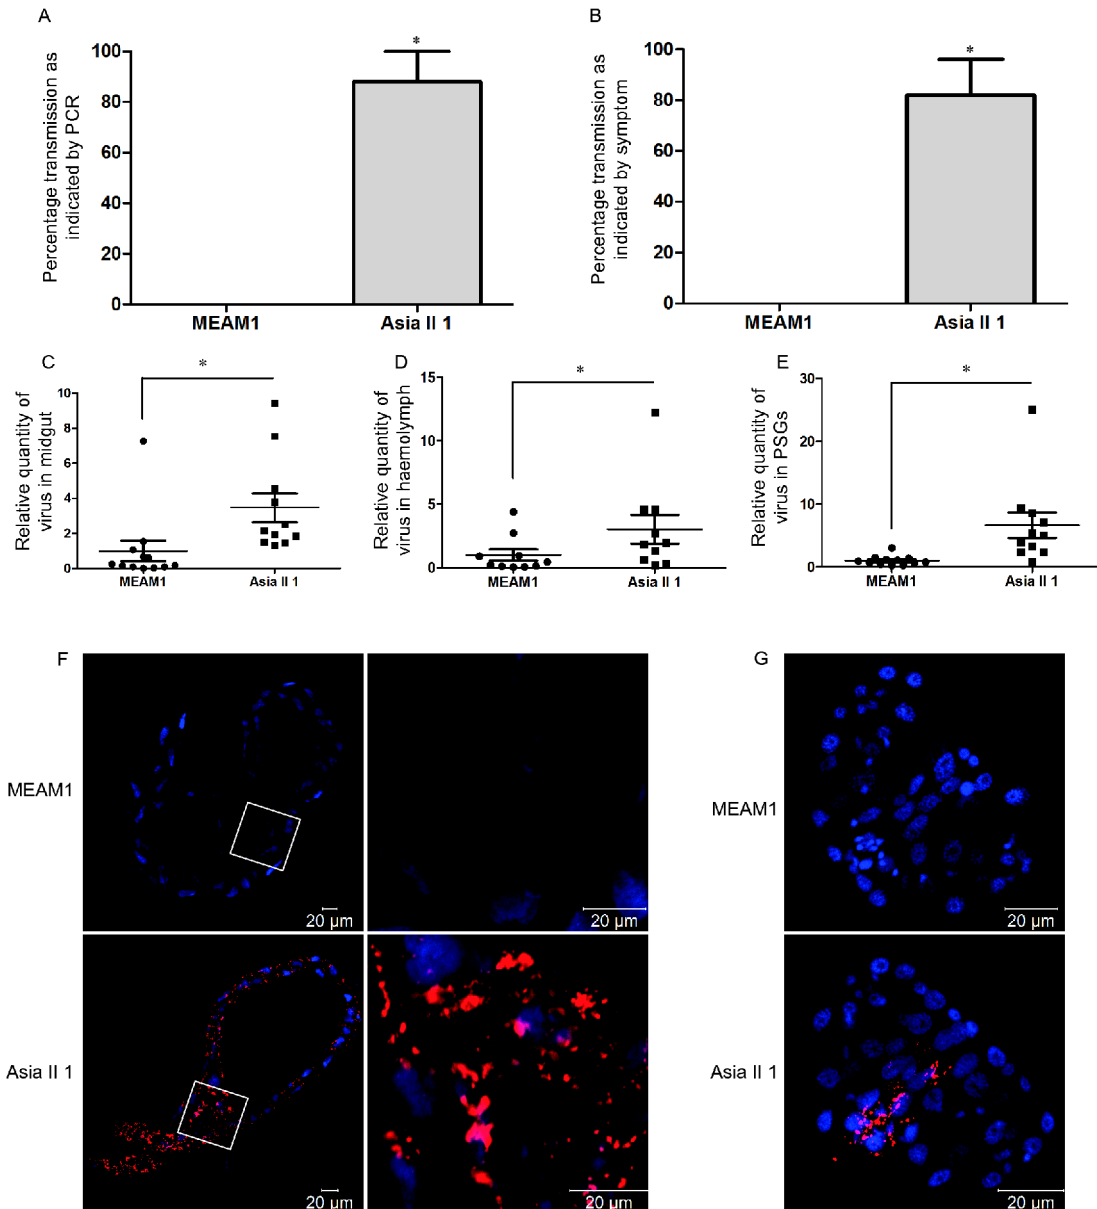 A
Percentage transmission as
indicated by PCR
100
80
60
40
20
0
*
MEAM1
Asia II 1
B
Percentage transmission as
indicated by symptom
100
80
60
40
20
0
*
MEAM1
Asia II 1
C
Relative quantity of
virus in midgut
10
8
6
4
2
0
*
MEAM1
Asia II 1
D
Relative quantity of
virus in haemolymph
15
10
5
0
*
MEAM1
Asia II 1
E
Relative quantity of
virus in PSGs
30
20
10
0
*
MEAM1
Asia II 1
F
MEAM1
20 µm
20 µm
Asia II 1
20 µm
20 µm
G
MEAM1
20 µm
Asia II 1
20 µm